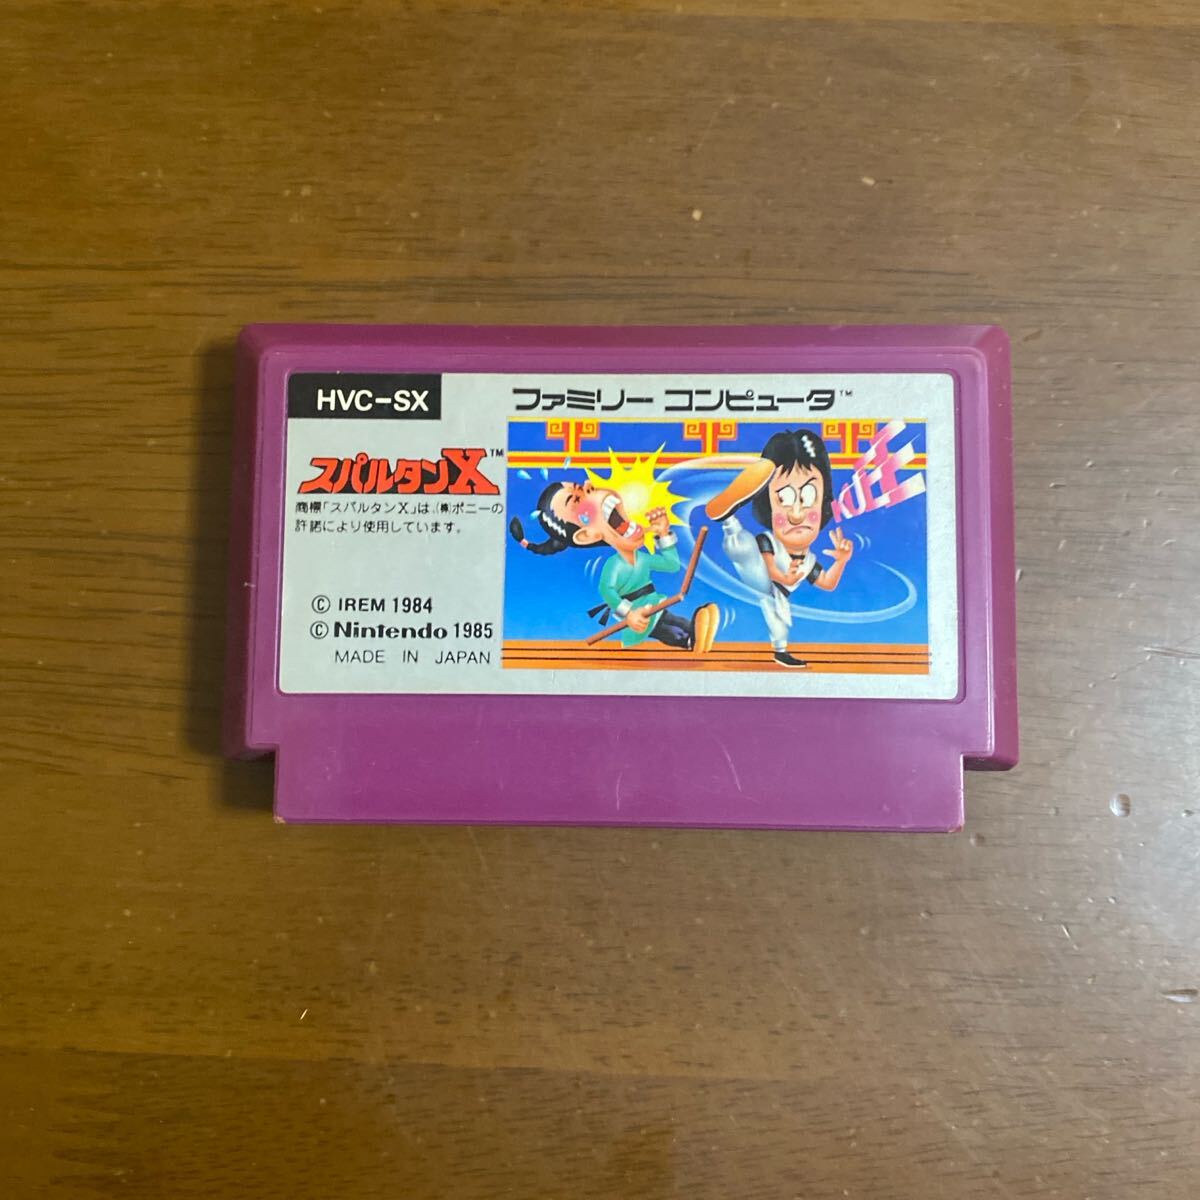 HVC-SX
ファミリー コンピュータ™
スパルタンX™
商標「スパルタンX」は、㈱ポニーの
許諾により使用しています。
© IREM 1984
© Nintendo 1985
MADE IN JAPAN